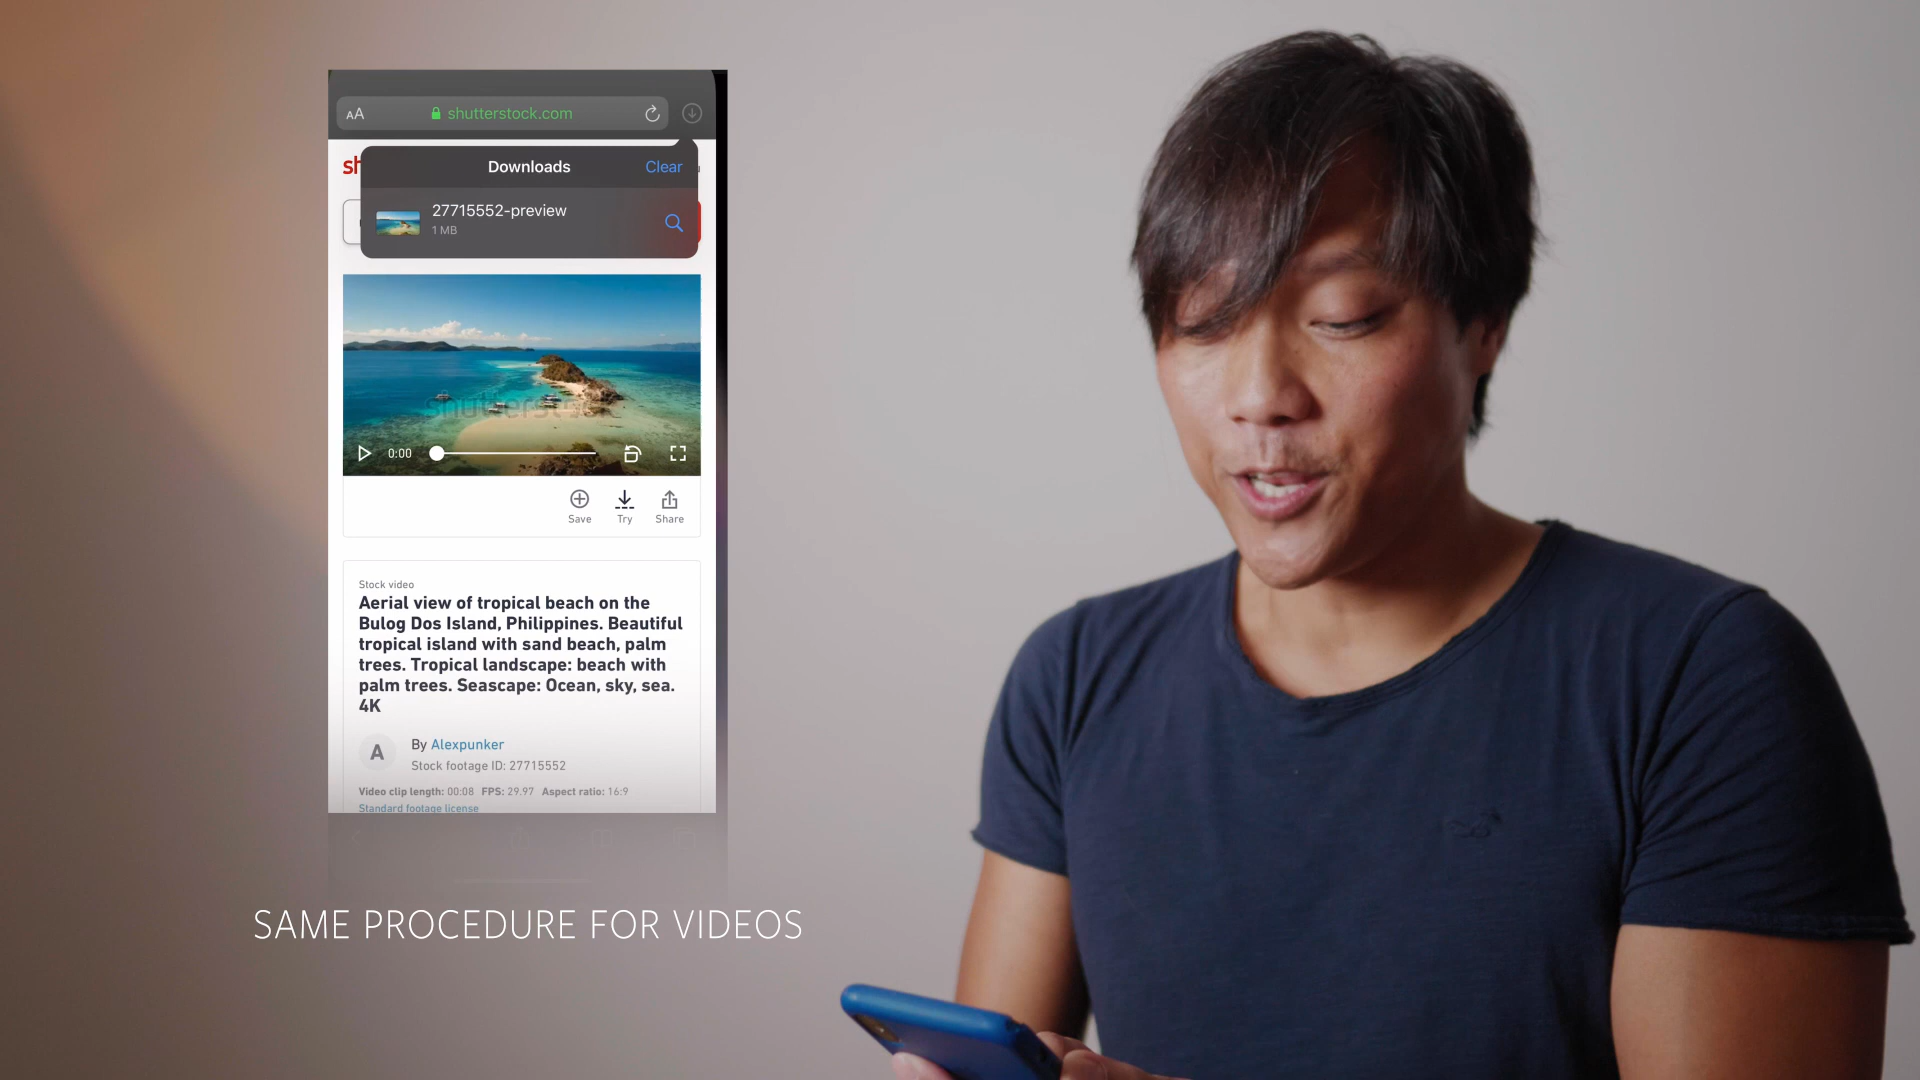 AA shutterstock.com
sh
Downloads Clear
27715552-preview
1 MB
shutterstock
0:00
Save Try Share
Stock video
Aerial view of tropical beach on the
Bulog Dos Island, Philippines. Beautiful
tropical island with sand beach, palm
trees. Tropical landscape: beach with
palm trees. Seascape: Ocean, sky, sea.
4K
A
By Alexpunker
Stock footage ID: 27715552
Video clip length: 00:08 FPS: 29.97 Aspect ratio: 16:9
Standard footage license
SAME PROCEDURE FOR VIDEOS